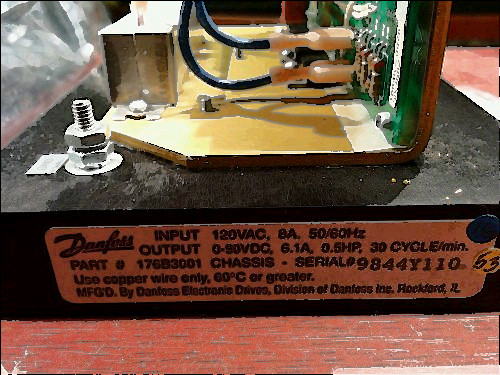 Danfoss
INPUT 120VAC, 8A, 50/60Hz
OUTPUT 0-90VDC, 6.1A, 0.5HP, 30 CYCLE/min.
PART # 176B3001 CHASSIS - SERIAL# 9844Y110
Use copper wire only, 60°C or greater.
MFG'D. By Danfoss Electronic Drives, Division of Danfoss Inc. Rockford, IL
53